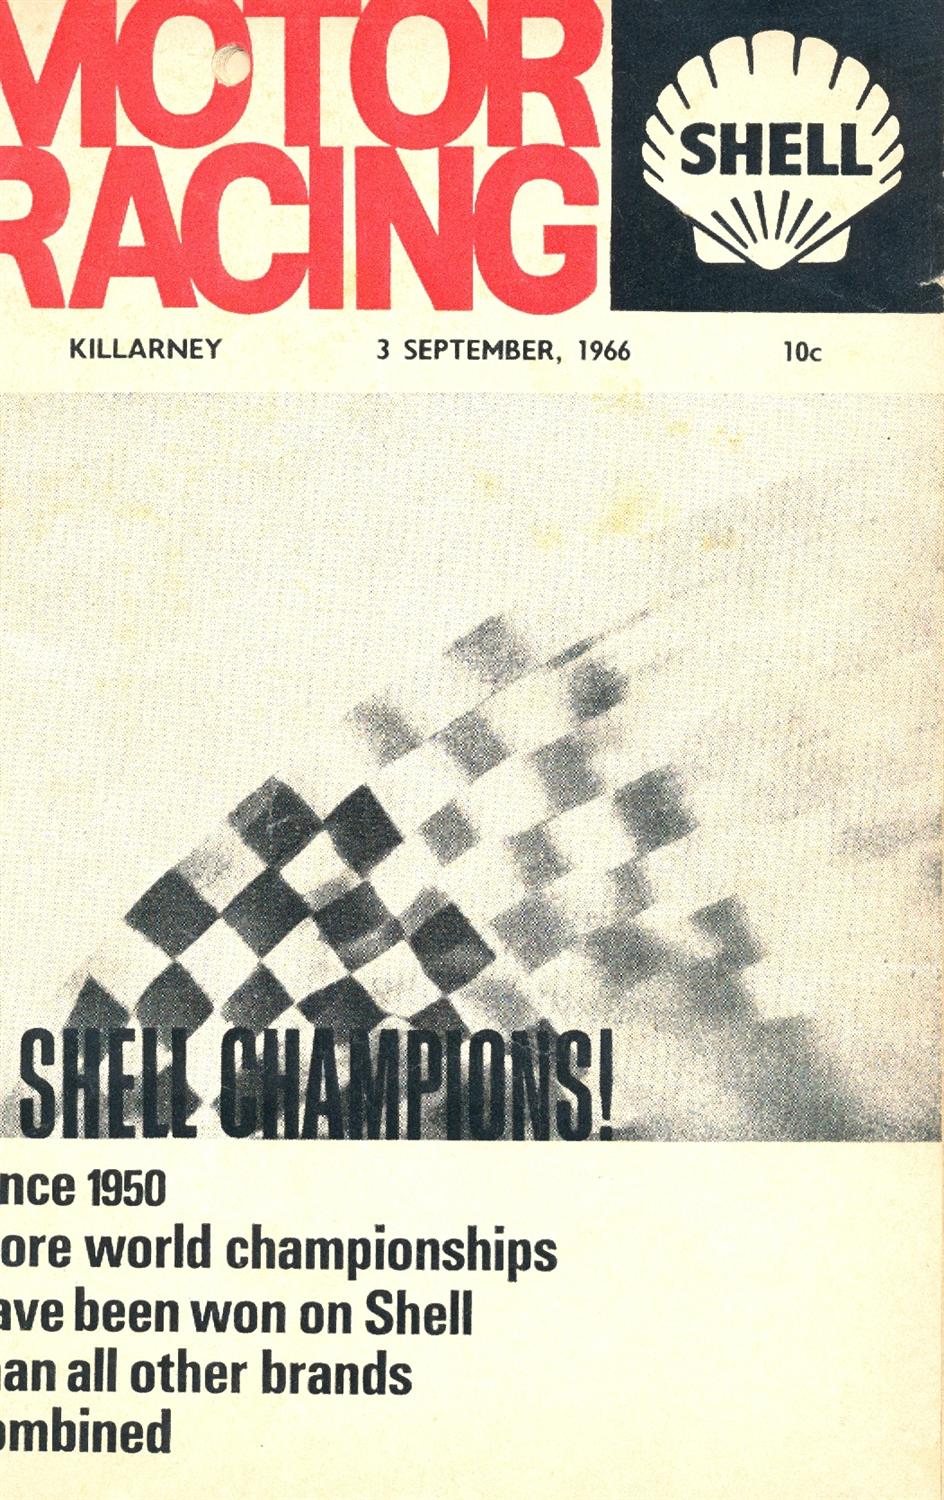 MOTOR
RACING
SHELL
KILLARNEY 3 SEPTEMBER, 1966 10c
SHELL CHAMPIONS!
nce 1950
ore world championships
ave been won on Shell
an all other brands
ombined